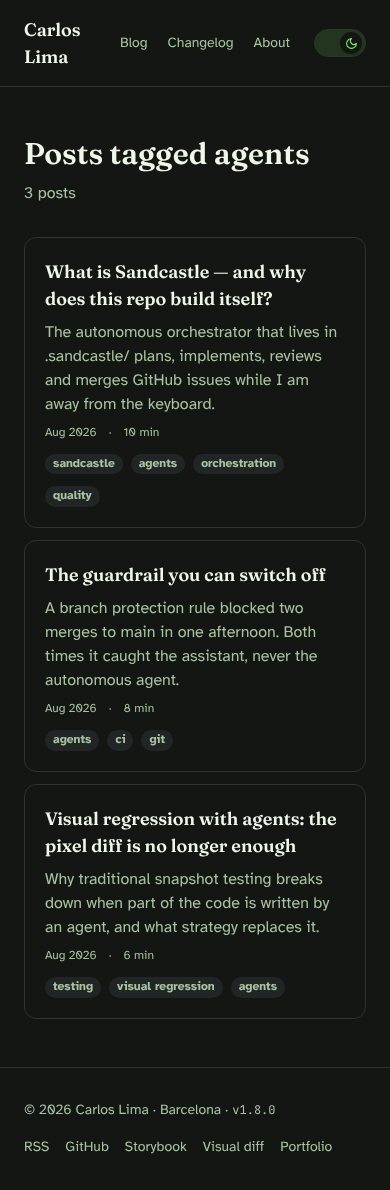 Carlos
Lima
Blog Changelog About
Posts tagged agents
3 posts
What is Sandcastle — and why
does this repo build itself?
The autonomous orchestrator that lives in
.sandcastle/ plans, implements, reviews
and merges GitHub issues while I am
away from the keyboard.
Aug 2026 · 10 min
sandcastle agents orchestration
quality
The guardrail you can switch off
A branch protection rule blocked two
merges to main in one afternoon. Both
times it caught the assistant, never the
autonomous agent.
Aug 2026 · 8 min
agents ci git
Visual regression with agents: the
pixel diff is no longer enough
Why traditional snapshot testing breaks
down when part of the code is written by
an agent, and what strategy replaces it.
Aug 2026 · 6 min
testing visual regression agents
© 2026 Carlos Lima · Barcelona · v1.8.0
RSS GitHub Storybook Visual diff Portfolio